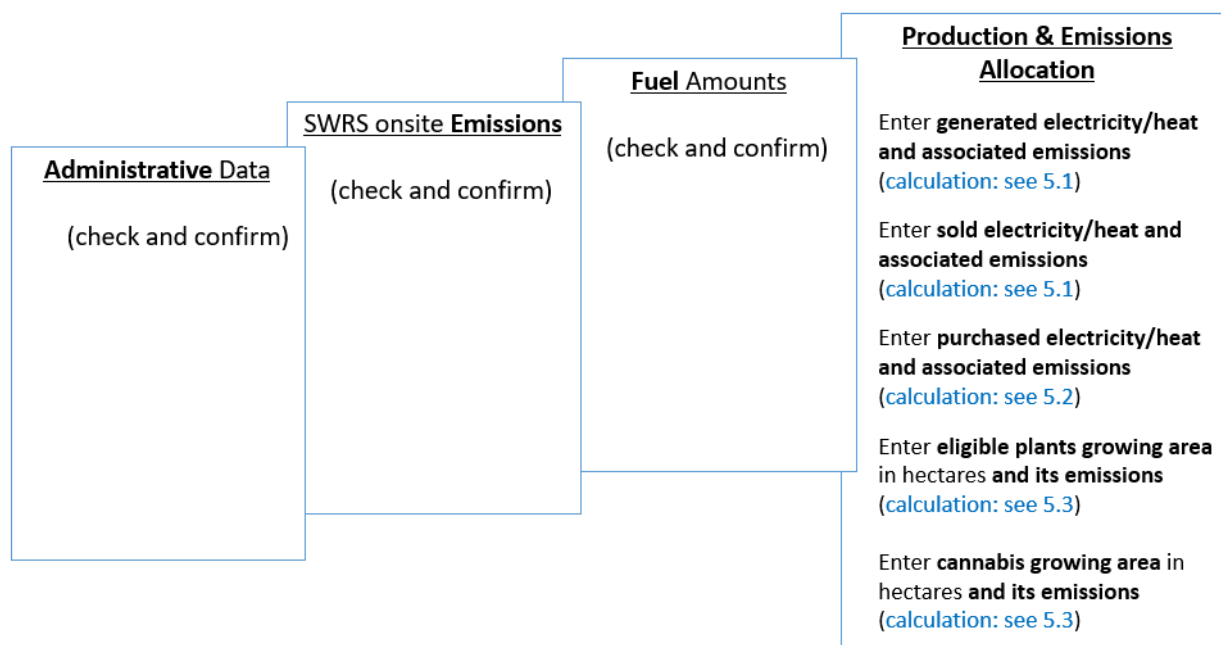 Administrative Data
(check and confirm)
SWRS onsite Emissions
(check and confirm)
Fuel Amounts
(check and confirm)
Production & Emissions
Allocation
Enter generated electricity/heat
and associated emissions
(calculation: see 5.1)
Enter sold electricity/heat and
associated emissions
(calculation: see 5.1)
Enter purchased electricity/heat
and associated emissions
(calculation: see 5.2)
Enter eligible plants growing area
in hectares and its emissions
(calculation: see 5.3)
Enter cannabis growing area in
hectares and its emissions
(calculation: see 5.3)